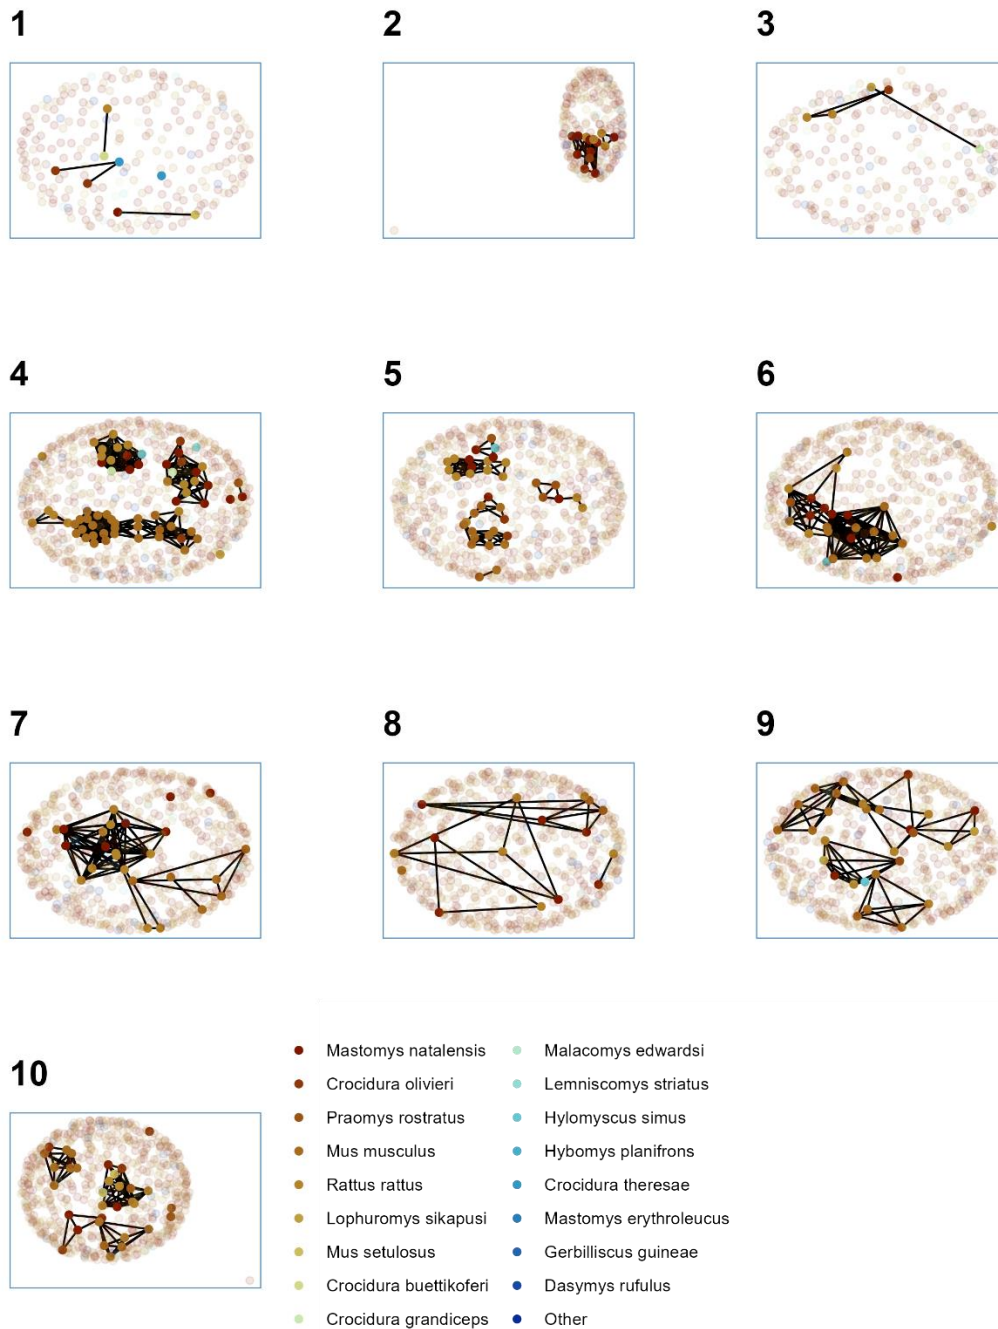 1
2
3
4
5
6
7
8
9
10
Mastomys natalensis
Crocidura olivieri
Praomys rostratus
Mus musculus
Rattus rattus
Lophuromys sikapusi
Mus setulosus
Crocidura buettikoferi
Crocidura grandiceps
Malacomys edwardsi
Lemniscomys striatus
Hylomyscus simus
Hybomys planifrons
Crocidura theresae
Mastomys erythroleucus
Gerbilliscus guineae
Dasymys rufulus
Other